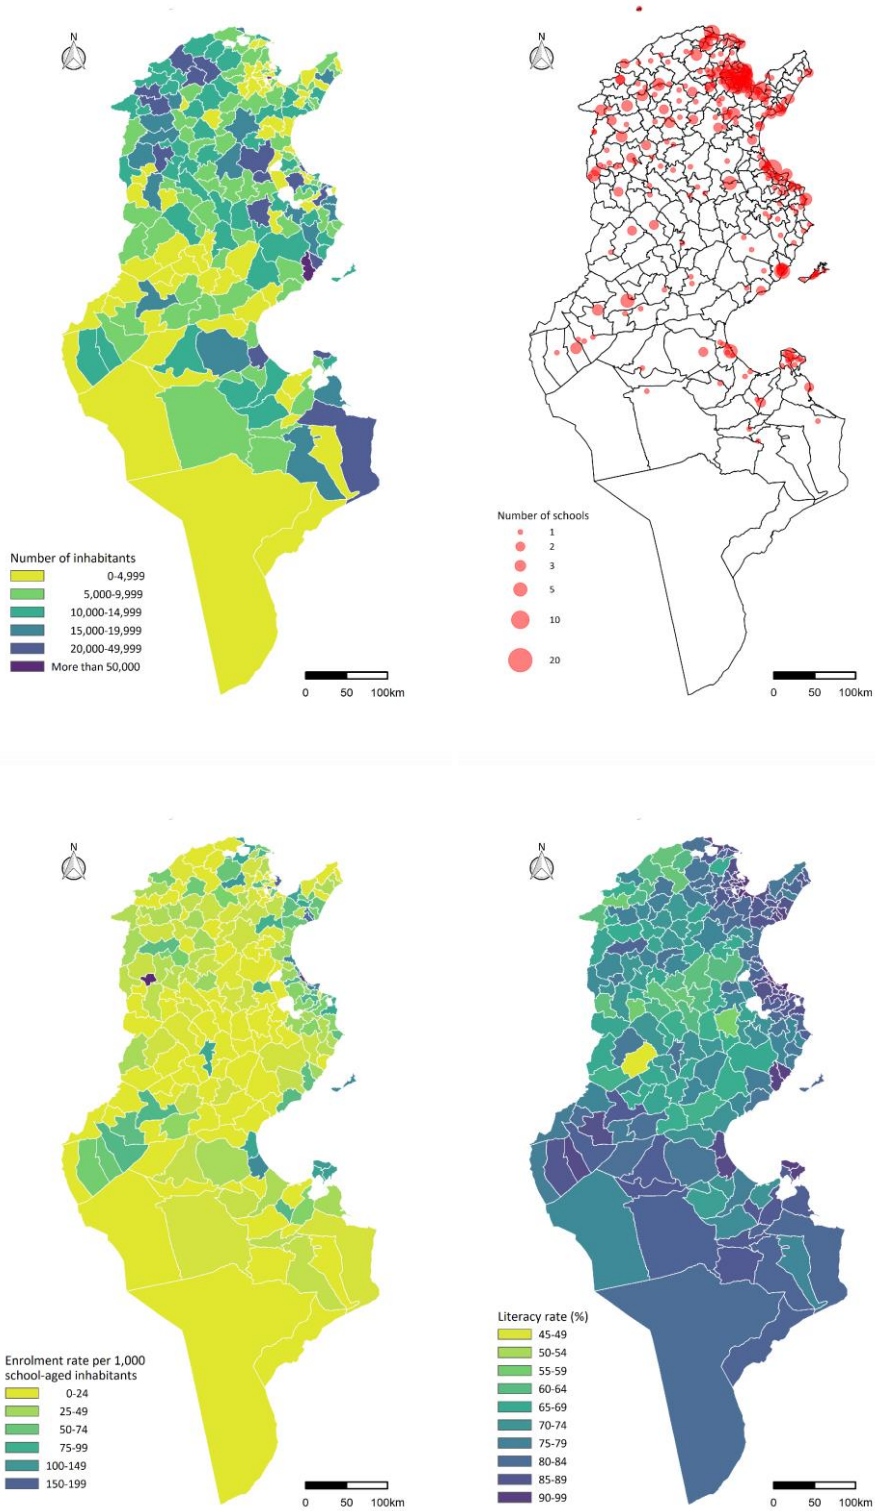 N
N
Number of inhabitants
0-4,999
5,000-9,999
10,000-14,999
15,000-19,999
20,000-49,999
More than 50,000
0 50 100km
Number of schools
1
2
3
5
10
20
0 50 100km
N
N
Enrolment rate per 1,000
school-aged inhabitants
0-24
25-49
50-74
75-99
100-149
150-199
0 50 100km
Literacy rate (%)
45-49
50-54
55-59
60-64
65-69
70-74
75-79
80-84
85-89
90-99
0 50 100km